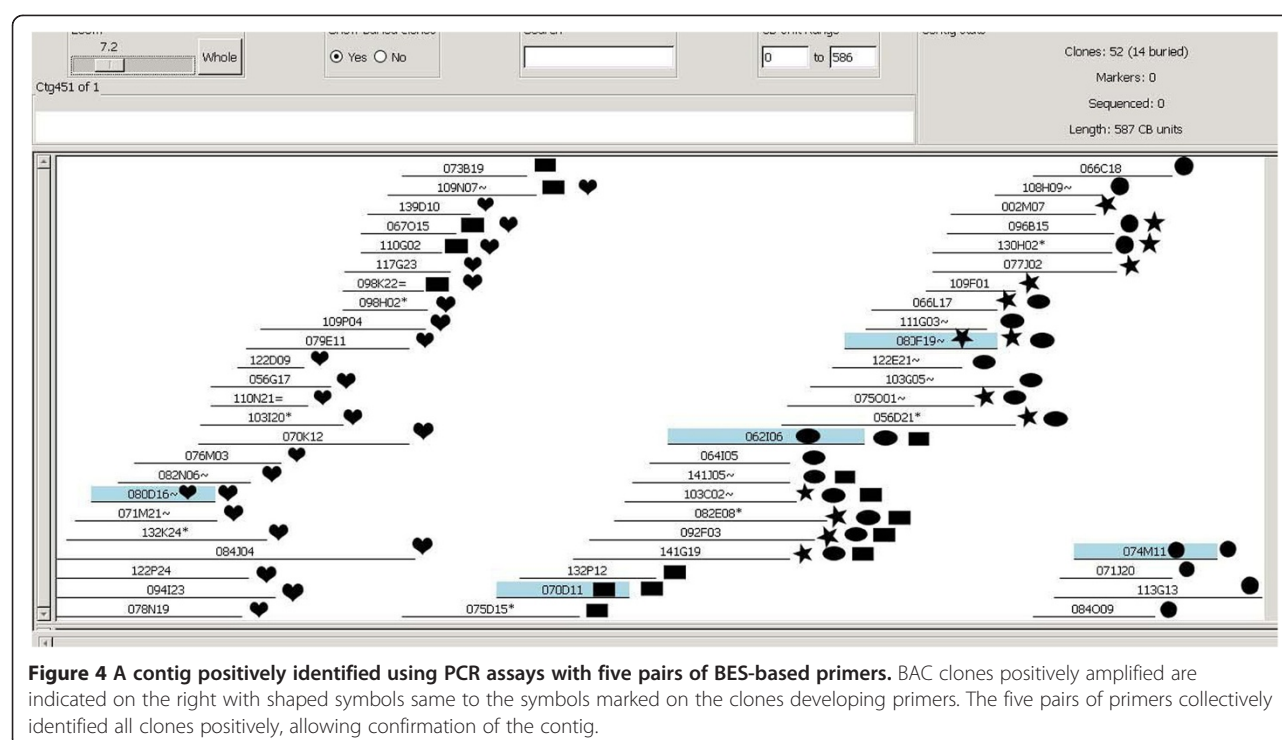 7.2
Whole
Yes No
0 to 586
Clones: 52 (14 buried)
Ctg451 of 1
Markers: 0
Sequenced: 0
Length: 587 CB units
073B19
109N07~
139D10
067O15
110G02
117G23
098K22=
098H02*
109P04
079E11
122D09
056G17
110N21=
103I20*
070K12
076M03
082N06~
080D16~
071M21~
132K24*
084J04
122P24
094I23
078N19
062I06
064I05
141J05~
103C02~
082E08*
092F03
141G19
132P12
070D11
075D15*
066C18
108H09~
002M07
096B15
130H02*
077J02
109F01
066L17
111G03~
122E21~
103G05~
075O01~
056D21*
074M11
071J20
113G13
084O09
Figure 4 A contig positively identified using PCR assays with five pairs of BES-based primers. BAC clones positively amplified are
indicated on the right with shaped symbols same to the symbols marked on the clones developing primers. The five pairs of primers collectively
identified all clones positively, allowing confirmation of the contig.